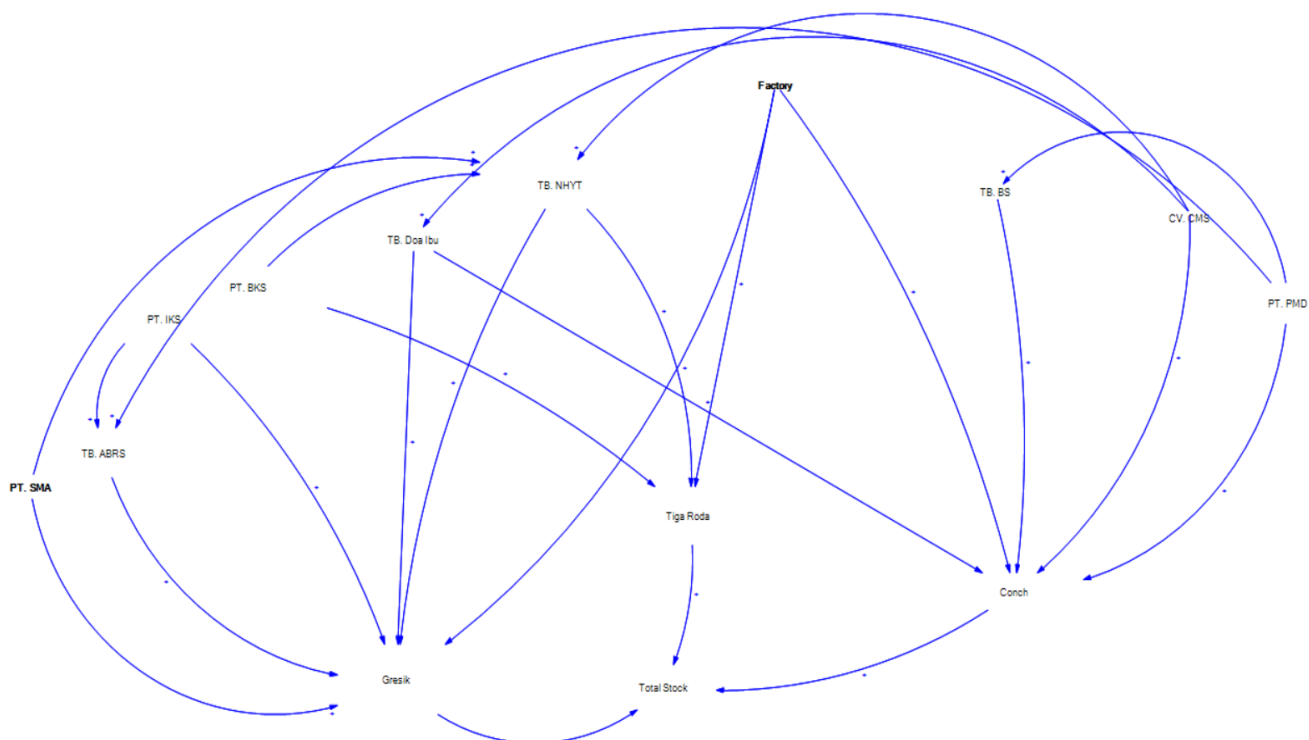 Factory
TB. NHYT
TB. BS
CV. CMS
TB. Doa Ibu
PT. BKS
PT. PMD
PT. IKS
TB. ABRS
PT. SMA
Tiga Roda
Conch
Gresik
Total Stock